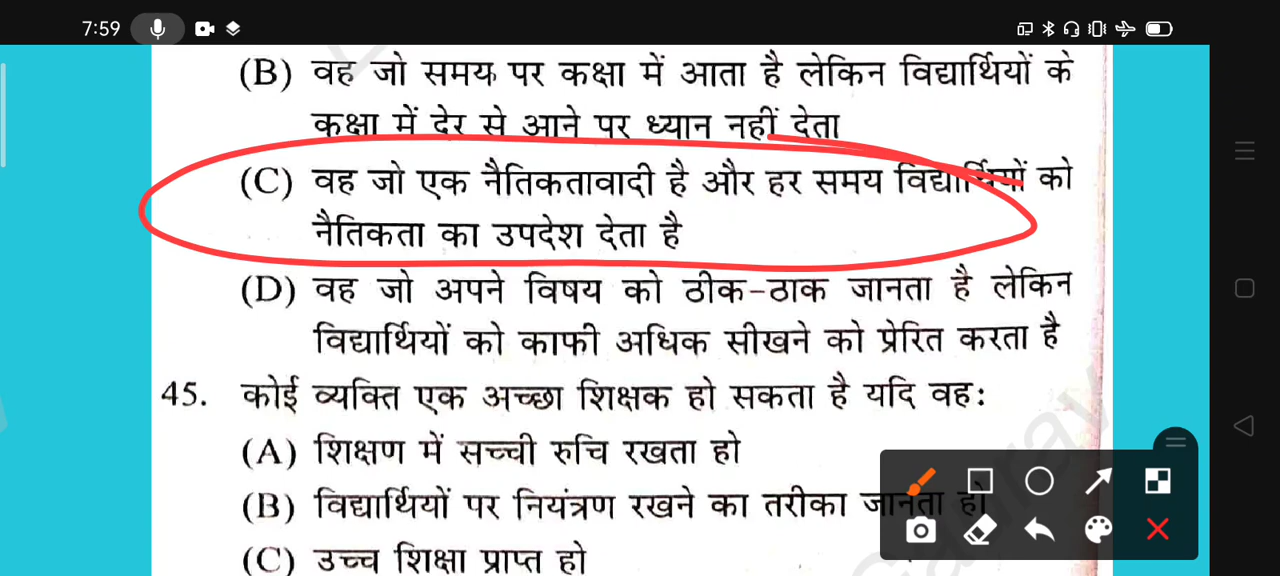 7:59
(B) वह जो समय पर कक्षा में आता है लेकिन विद्यार्थियों के
कक्षा में देर से आने पर ध्यान नहीं देता
(C) वह जो एक नैतिकतावादी है और हर समय विद्यार्थियों को
नैतिकता का उपदेश देता है
(D) वह जो अपने विषय को ठीक-ठाक जानता है लेकिन
विद्यार्थियों को काफी अधिक सीखने को प्रेरित करता है
45. कोई व्यक्ति एक अच्छा शिक्षक हो सकता है यदि वह:
(A) शिक्षण में सच्ची रुचि रखता हो
(B) विद्यार्थियों पर नियंत्रण रखने का तरीका जानता हो
(C) उच्च शिक्षा प्राप्त हो